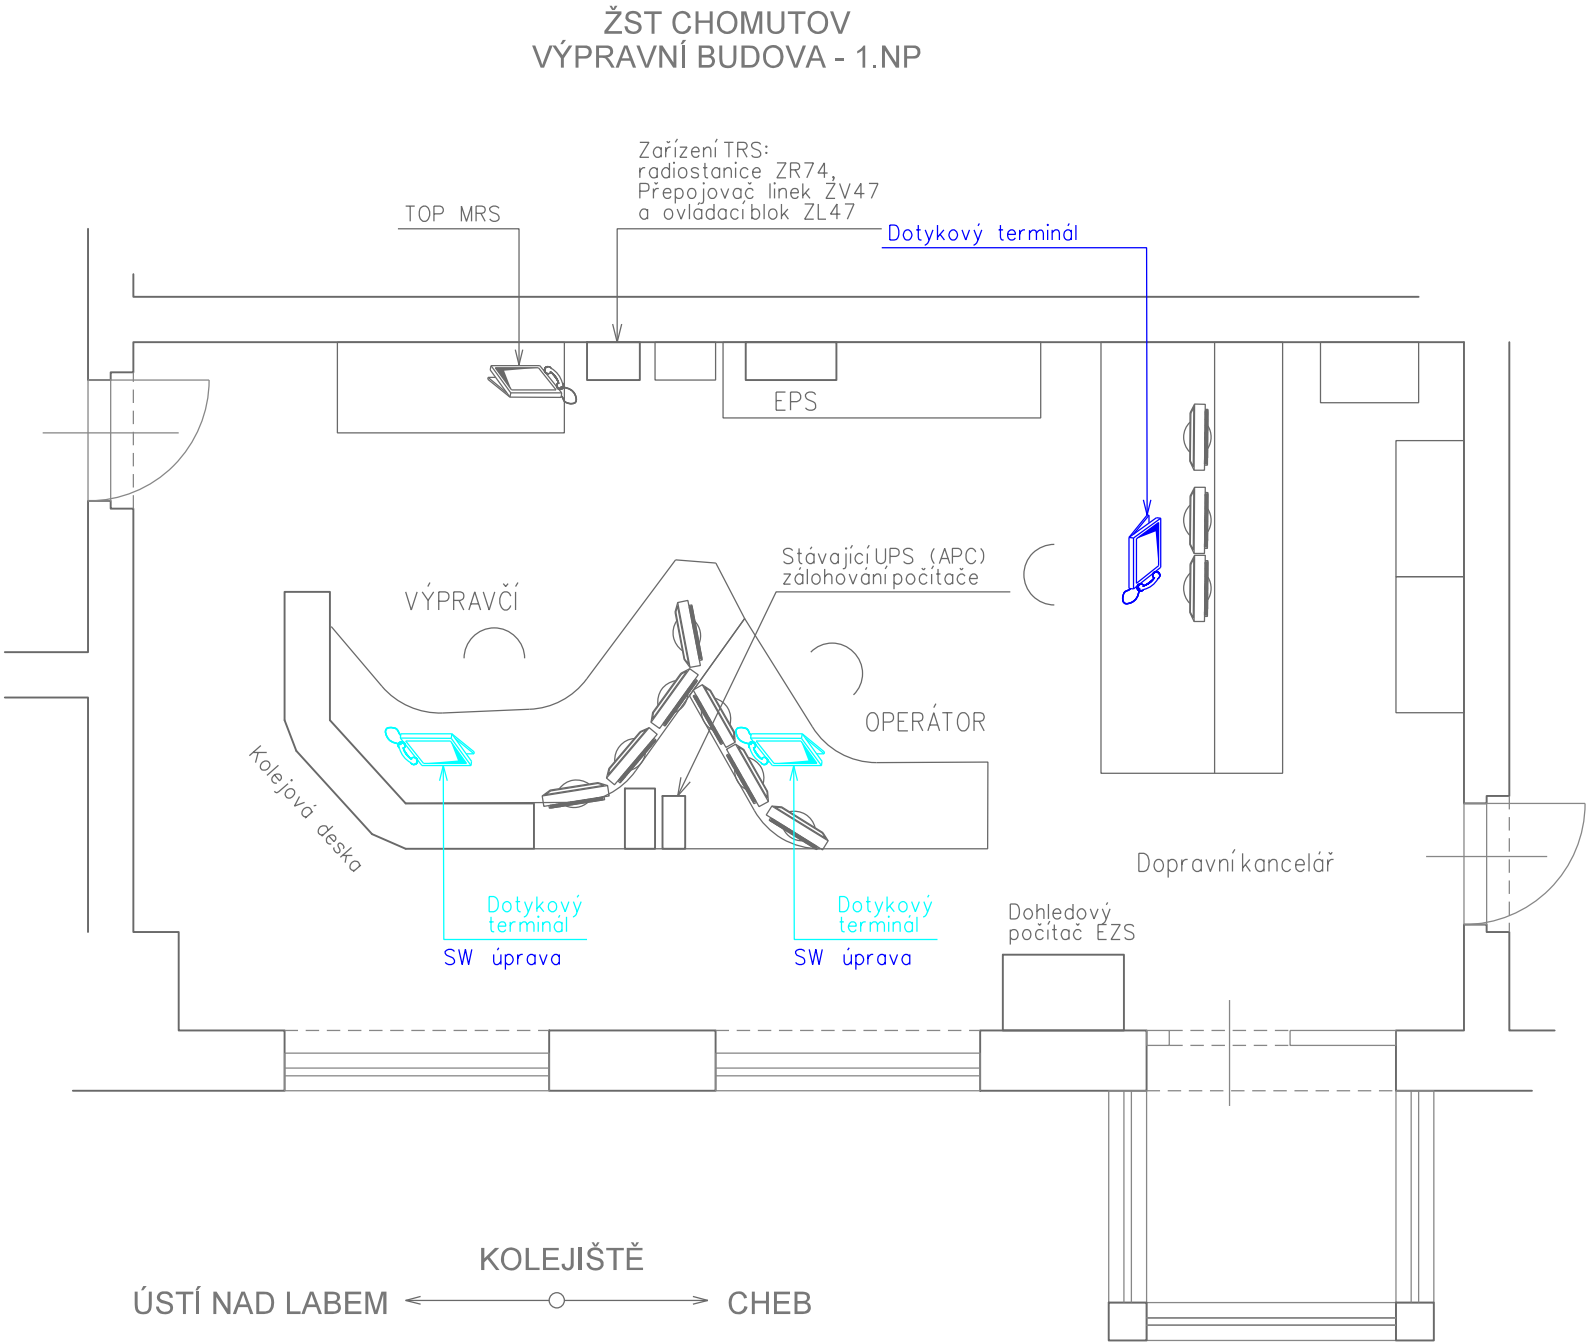 ŽST CHOMUTOV
VÝPRAVNÍ BUDOVA - 1.NP
Zařízení TRS:
radiostanice ZR74,
Přepojovač linek ZV47
a ovládací blok ZL47
TOP MRS
Dotykový terminál
EPS
Stávající UPS (APC)
zálohování počítače
VÝPRAVČÍ
OPERÁTOR
Kolejová deska
Dopravní kancelář
Dotykový
terminál
SW úprava
Dotykový
terminál
SW úprava
Dohledový
počítač EZS
KOLEJIŠTĚ
ÚSTÍ NAD LABEM
CHEB